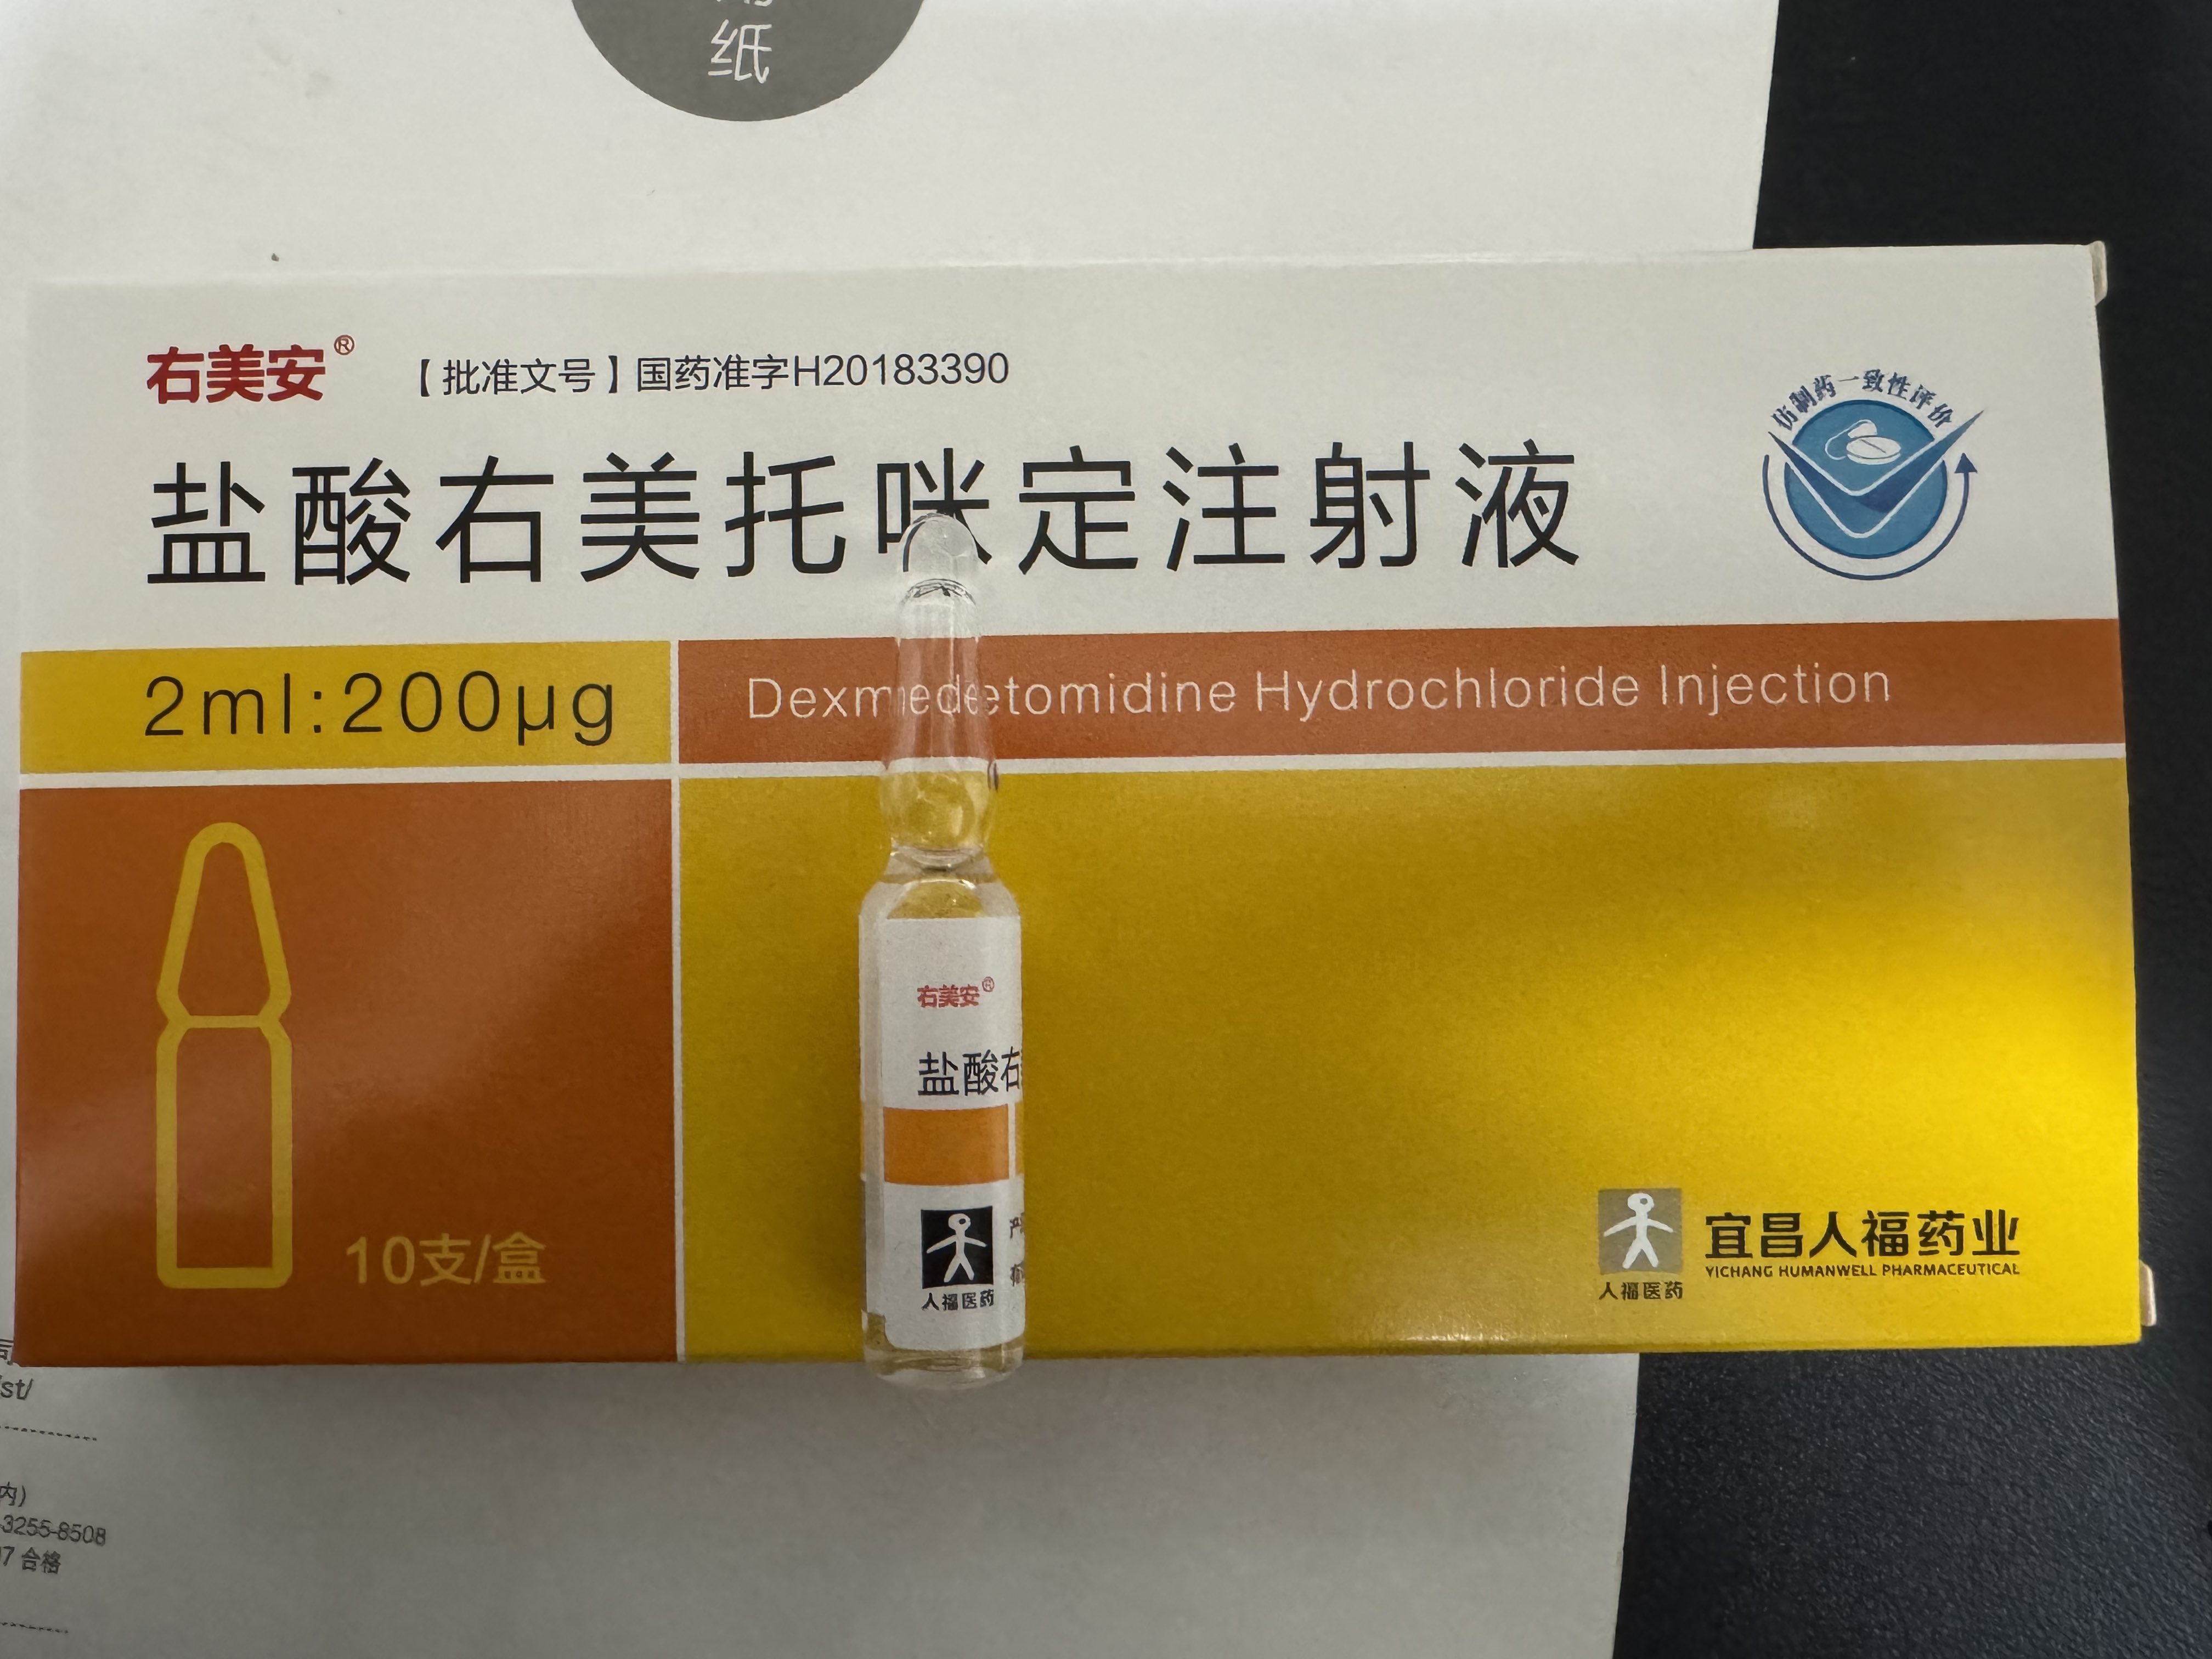 纸
右美安®
【批准文号】国药准字H20183390
仿制药一致性评价
盐酸右美托咪定注射液
2ml:200μg
Dexmedetomidine Hydrochloride Injection
右美安®
盐酸右
人福医药
10支/盒
人福医药
宜昌人福药业
YICHANG HUMANWELL PHARMACEUTICAL
st/
内)
3255-8508
7 合格